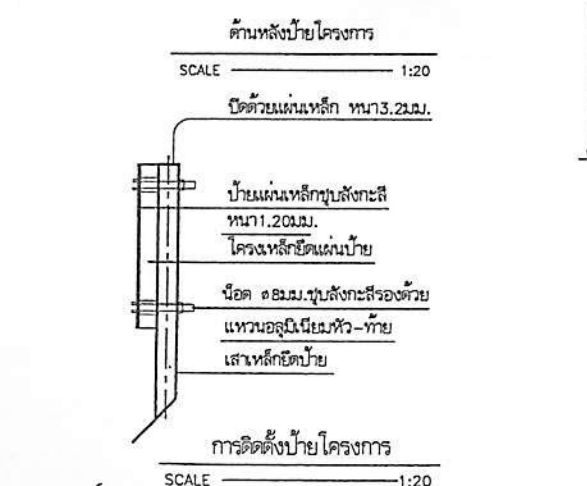 ด้านหลังป้ายโครงการ
SCALE 1:20
ปิดด้วยแผ่นเหล็ก หนา3.2มม.
ป้ายแผ่นเหล็กชุบสังกะสี
หนา1.20มม.
โครงเหล็กยึดแผ่นป้าย
น็อต ø8มม.ชุบสังกะสีรองด้วย
แหวนอลูมิเนียมหัว-ท้าย
เสาเหล็กยึดป้าย
การติดตั้งป้ายโครงการ
SCALE 1:20